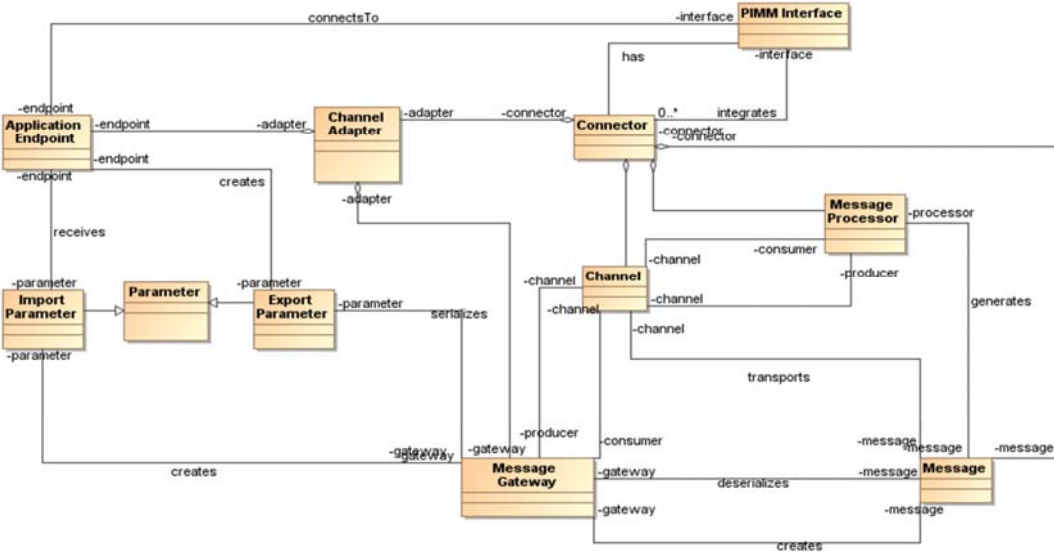 PIMM Interface
connectsTo
-interface
has
-interface
-endpoint
Application
Endpoint
-endpoint
-adapter
Channel
Adapter
-adapter
-connector
Connector
0..*
integrates
-connector
-connector
-endpoint
-endpoint
creates
-adapter
Message
Processor
-processor
receives
-consumer
-channel
-producer
Channel
-channel
-channel
-channel
-channel
generates
-parameter
Import
Parameter
Parameter
-parameter
Export
Parameter
-parameter
serializes
-parameter
transports
-producer
-consumer
-gateway
-gateway
-gateway
creates
Message
Gateway
-gateway
deserializes
-message
-message
-message
-message
Message
-gateway
-message
creates